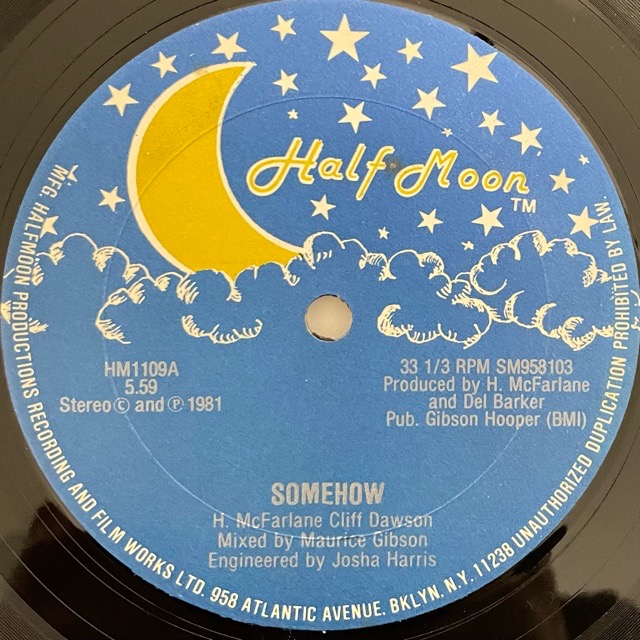 Half Moon
TM
HM1109A
5.59
Stereo © and ℗ 1981
33 1/3 RPM SM958103
Produced by H. McFarlane
and Del Barker
Pub. Gibson Hooper (BMI)
SOMEHOW
H. McFarlane Cliff Dawson
Mixed by Maurice Gibson
Engineered by Josha Harris
MFG. HALFMOON PRODUCTIONS RECORDING AND FILM WORKS LTD. 958 ATLANTIC AVENUE. BKLYN, N.Y. 11238 UNAUTHORIZED DUPLICATION PROHIBITED BY LAW.